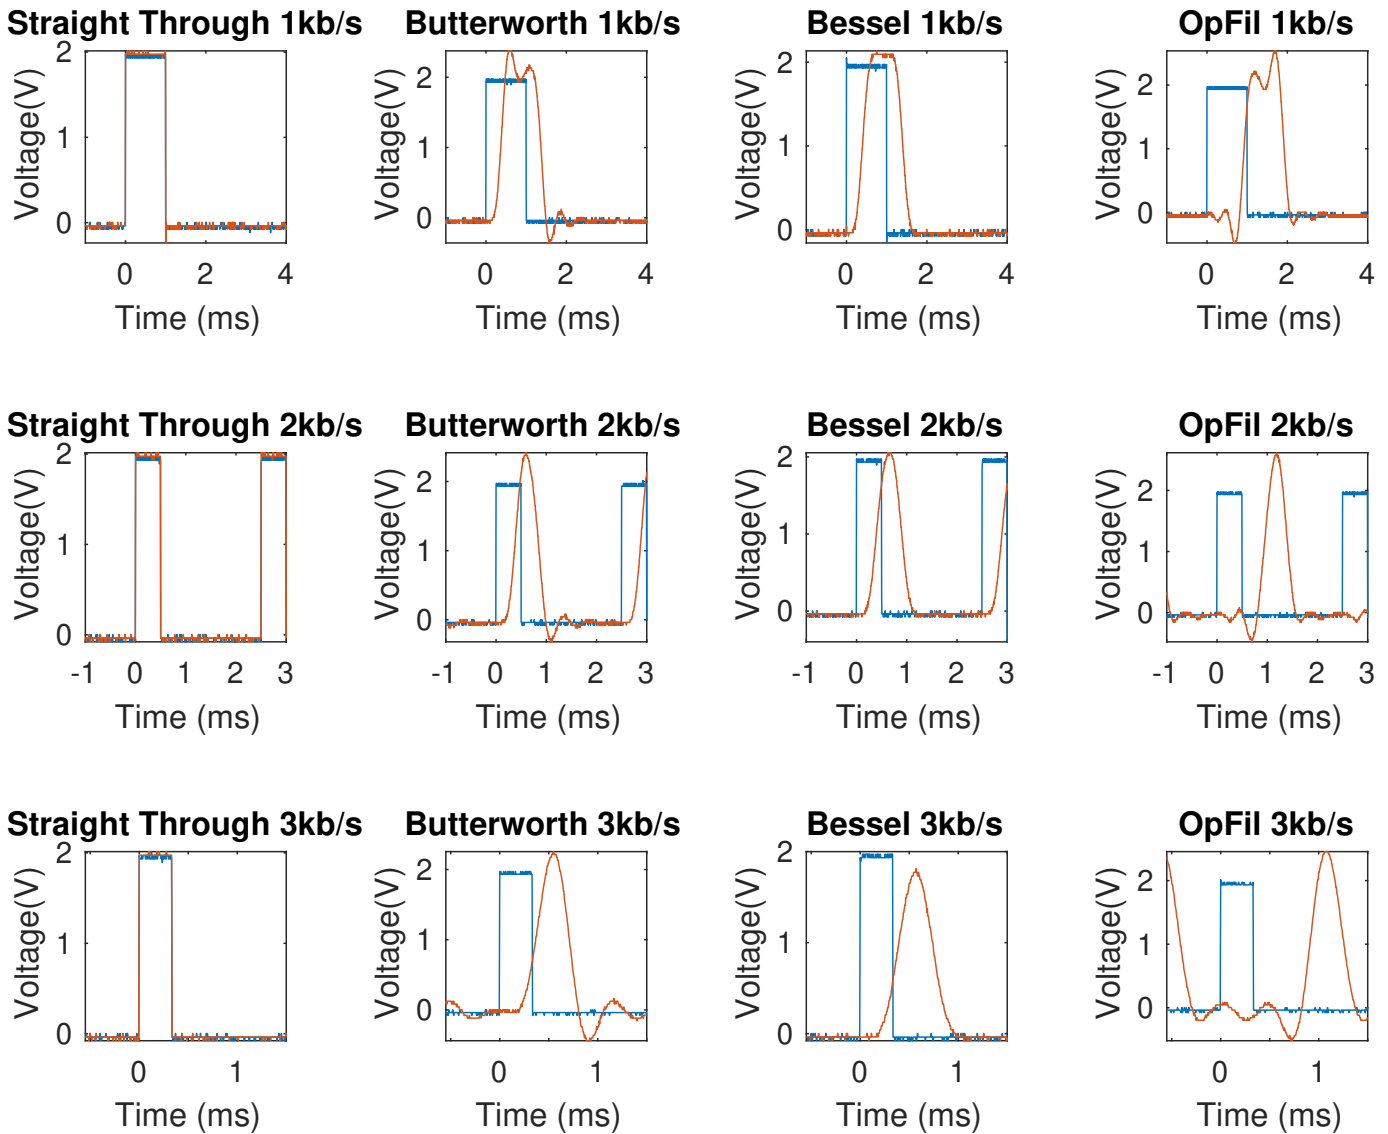 Straight Through 1kb/s
Butterworth 1kb/s
Bessel 1kb/s
OpFil 1kb/s
Voltage(V)
2
1
0
0 2 4
Time (ms)
Voltage(V)
2
1
0
0 2 4
Time (ms)
Voltage(V)
2
1
0
0 2 4
Time (ms)
Voltage(V)
2
1
0
0 2 4
Time (ms)
Straight Through 2kb/s
Butterworth 2kb/s
Bessel 2kb/s
OpFil 2kb/s
Voltage(V)
2
1
0
-1 0 1 2 3
Time (ms)
Voltage(V)
2
1
0
-1 0 1 2 3
Time (ms)
Voltage(V)
2
1
0
-1 0 1 2 3
Time (ms)
Voltage(V)
2
1
0
-1 0 1 2 3
Time (ms)
Straight Through 3kb/s
Butterworth 3kb/s
Bessel 3kb/s
OpFil 3kb/s
Voltage(V)
2
1
0
0 1
Time (ms)
Voltage(V)
2
1
0
0 1
Time (ms)
Voltage(V)
2
1
0
0 1
Time (ms)
Voltage(V)
2
1
0
0 1
Time (ms)